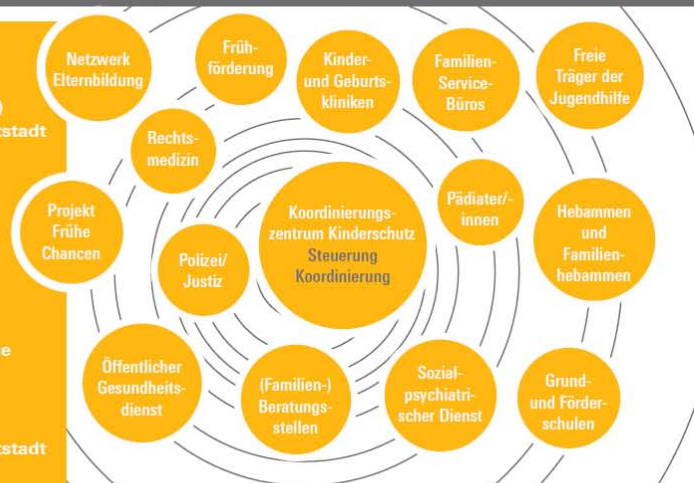 )
tstadt
e
tstadt
Netzwerk
Elternbildung
Früh-
förderung
Kinder-
und Geburts-
kliniken
Familien-
Service-
Büros
Freie
Träger der
Jugendhilfe
Rechts-
medizin
Pädiater/-
innen
Projekt
Frühe
Chancen
Koordinierungs-
zentrum Kinderschutz
Steuerung
Koordinierung
Hebammen
und
Familien-
hebammen
Polizei/
Justiz
Öffentlicher
Gesundheits-
dienst
(Familien-)
Beratungs-
stellen
Sozial-
psychiatri-
scher Dienst
Grund-
und Förder-
schulen